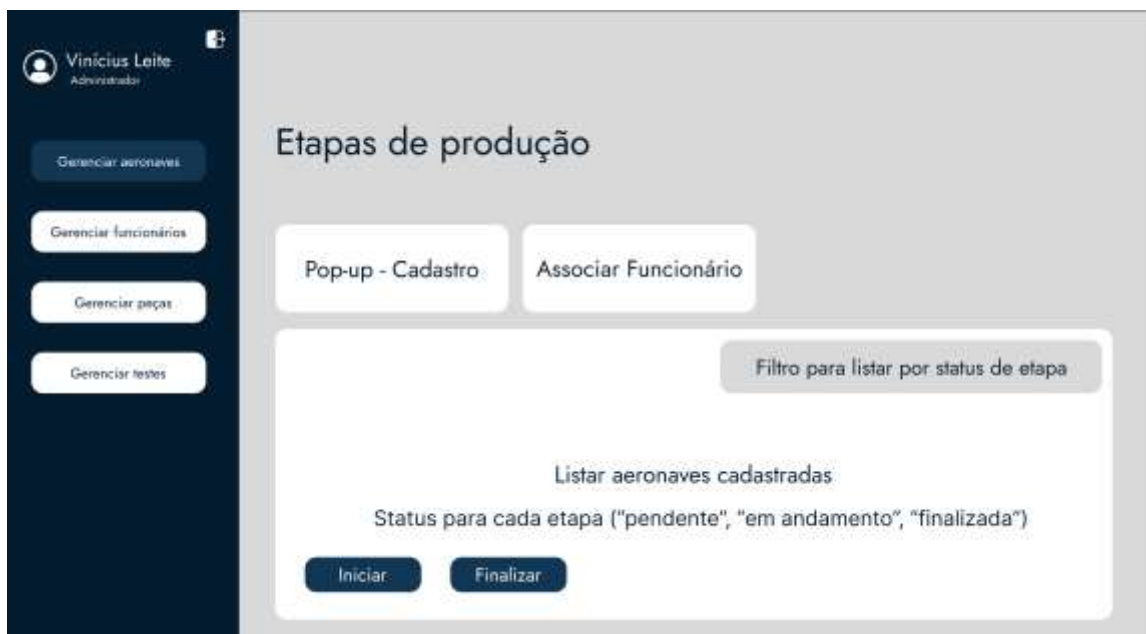 Vinícius Leite
Administrador
Gerenciar aeronaves
Gerenciar funcionários
Gerenciar peças
Gerenciar testes
Etapas de produção
Pop-up - Cadastro
Associar Funcionário
Filtro para listar por status de etapa
Listar aeronaves cadastradas
Status para cada etapa (“pendente”, “em andamento”, “finalizada”)
Iniciar
Finalizar